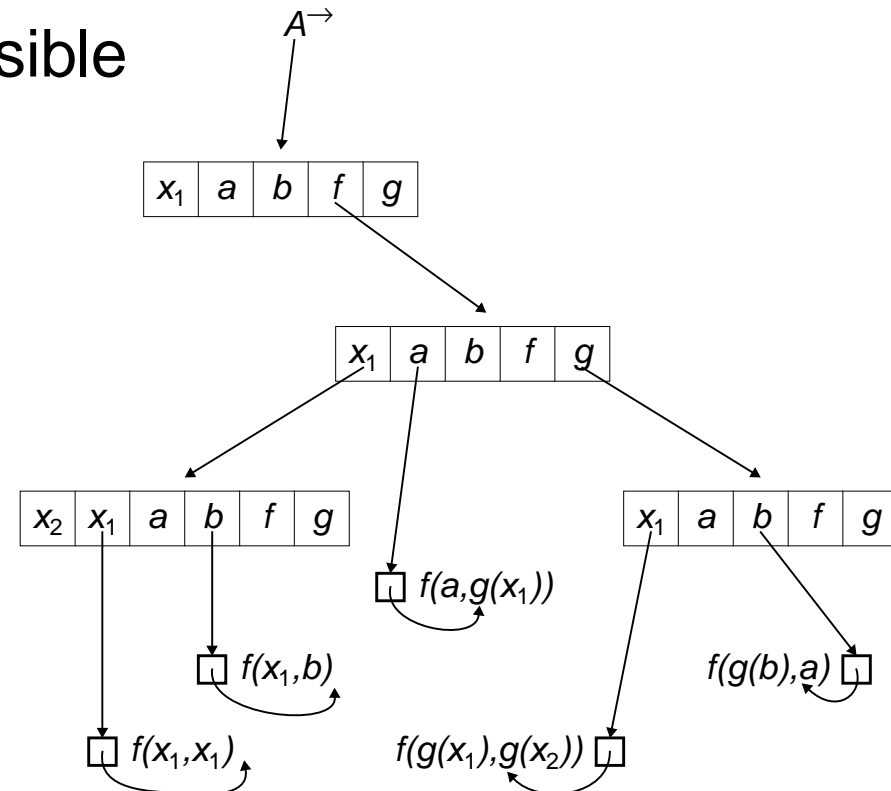 A→
sible
x₁ a b f g
x₁ a b f g
x₂ x₁ a b f g
x₁ a b f g
f(a,g(x₁))
f(x₁,b)
f(g(b),a)
f(x₁,x₁)
f(g(x₁),g(x₂))